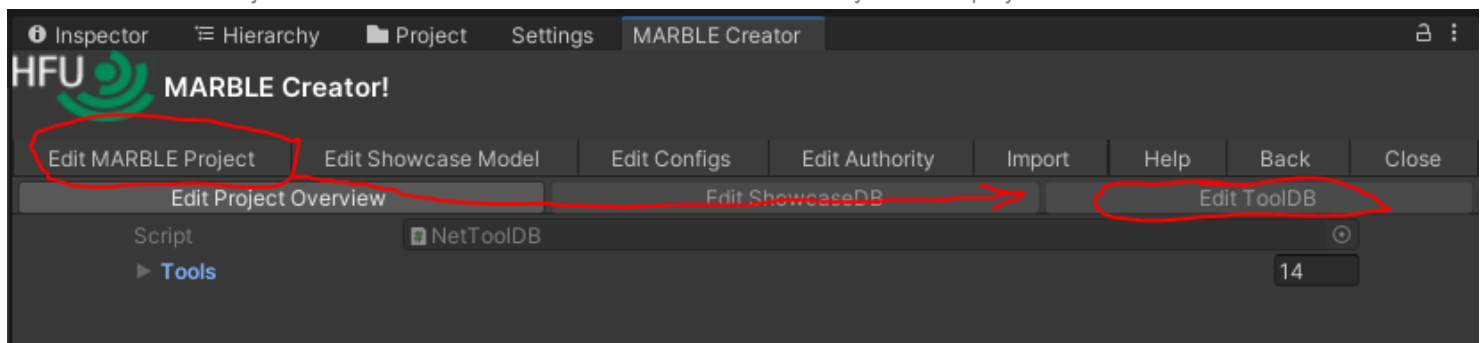 Inspector Hierarchy Project Settings MARBLE Creator
HFU MARBLE Creator!
Edit MARBLE Project Edit Showcase Model Edit Configs Edit Authority Import Help Back Close
Edit Project Overview Edit ShowcaseDB Edit ToolDB
Script NetToolDB
Tools 14